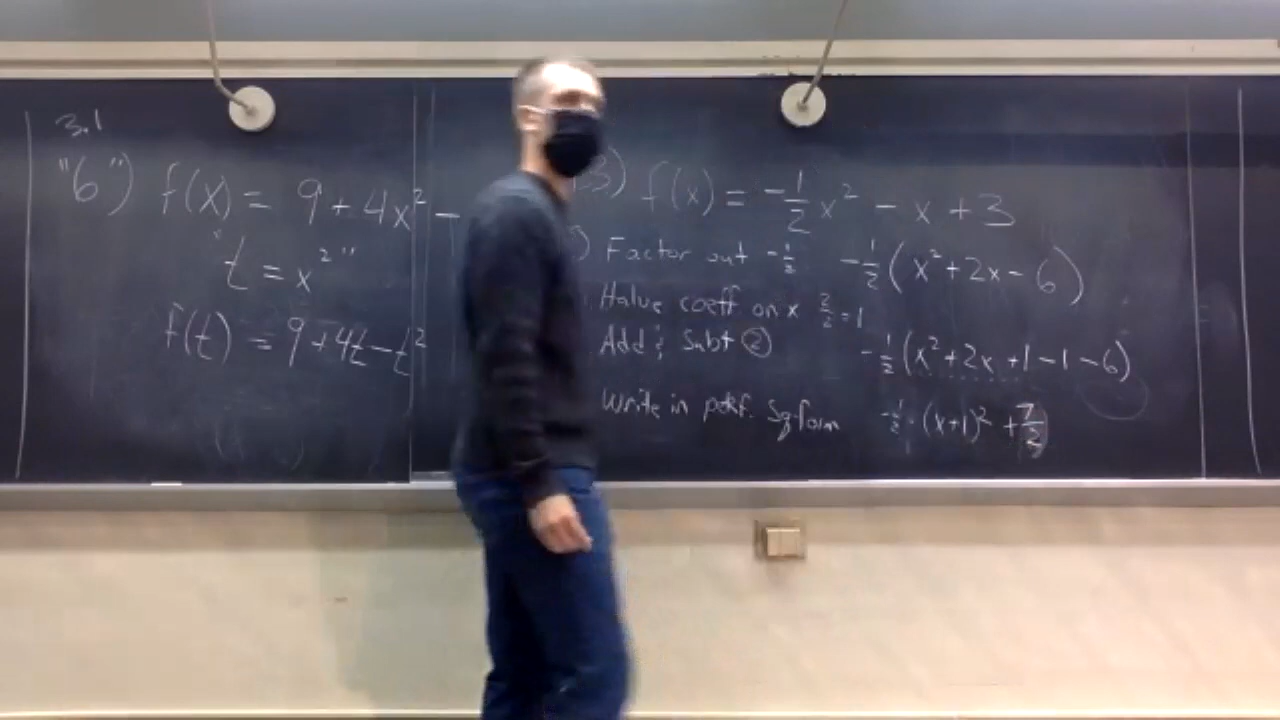 3.1
"6") f(x) = 9 + 4x² -
t = x² "
f(t) = 9+4t-t²
3) f(x) = -1/2 x² - x + 3
) Factor out -1/2 -1/2 (x²+2x-6)
Halve coeff on x 2/2=1
Add & Subt ② -1/2 (x²+2x+1-1-6)
Write in perf. Sq form -1/2·(x+1)² + 7/2